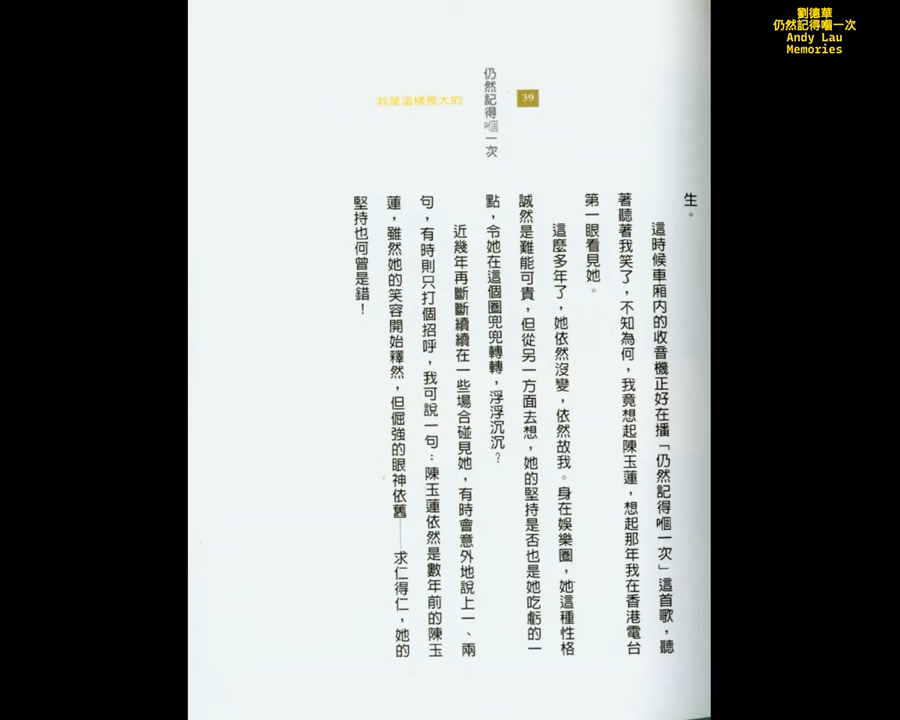 劉德華
仍然記得嗰一次
Andy Lau
Memories
39
仍然記得嗰一次
我是這樣長大的
生。
這時候車廂內的收音機正好在播「仍然記得嗰一次」這首歌，聽
著聽著我笑了，不知為何，我竟想起陳玉蓮，想起那年我在香港電台
第一眼看見她。
這麼多年了，她依然沒變，依然故我。身在娛樂圈，她這種性格
誠然是難能可貴，但從另一方面去想，她的堅持是否也是她吃虧的一
點，令她在這個圈兜兜轉轉，浮浮沉沉？
近幾年再斷斷續續在一些場合碰見她，有時會意外地說上一、兩
句，有時則只打個招呼，我可說一句：陳玉蓮依然是數年前的陳玉
蓮，雖然她的笑容開始釋然，但倔強的眼神依舊——求仁得仁，她的
堅持也何曾是錯！